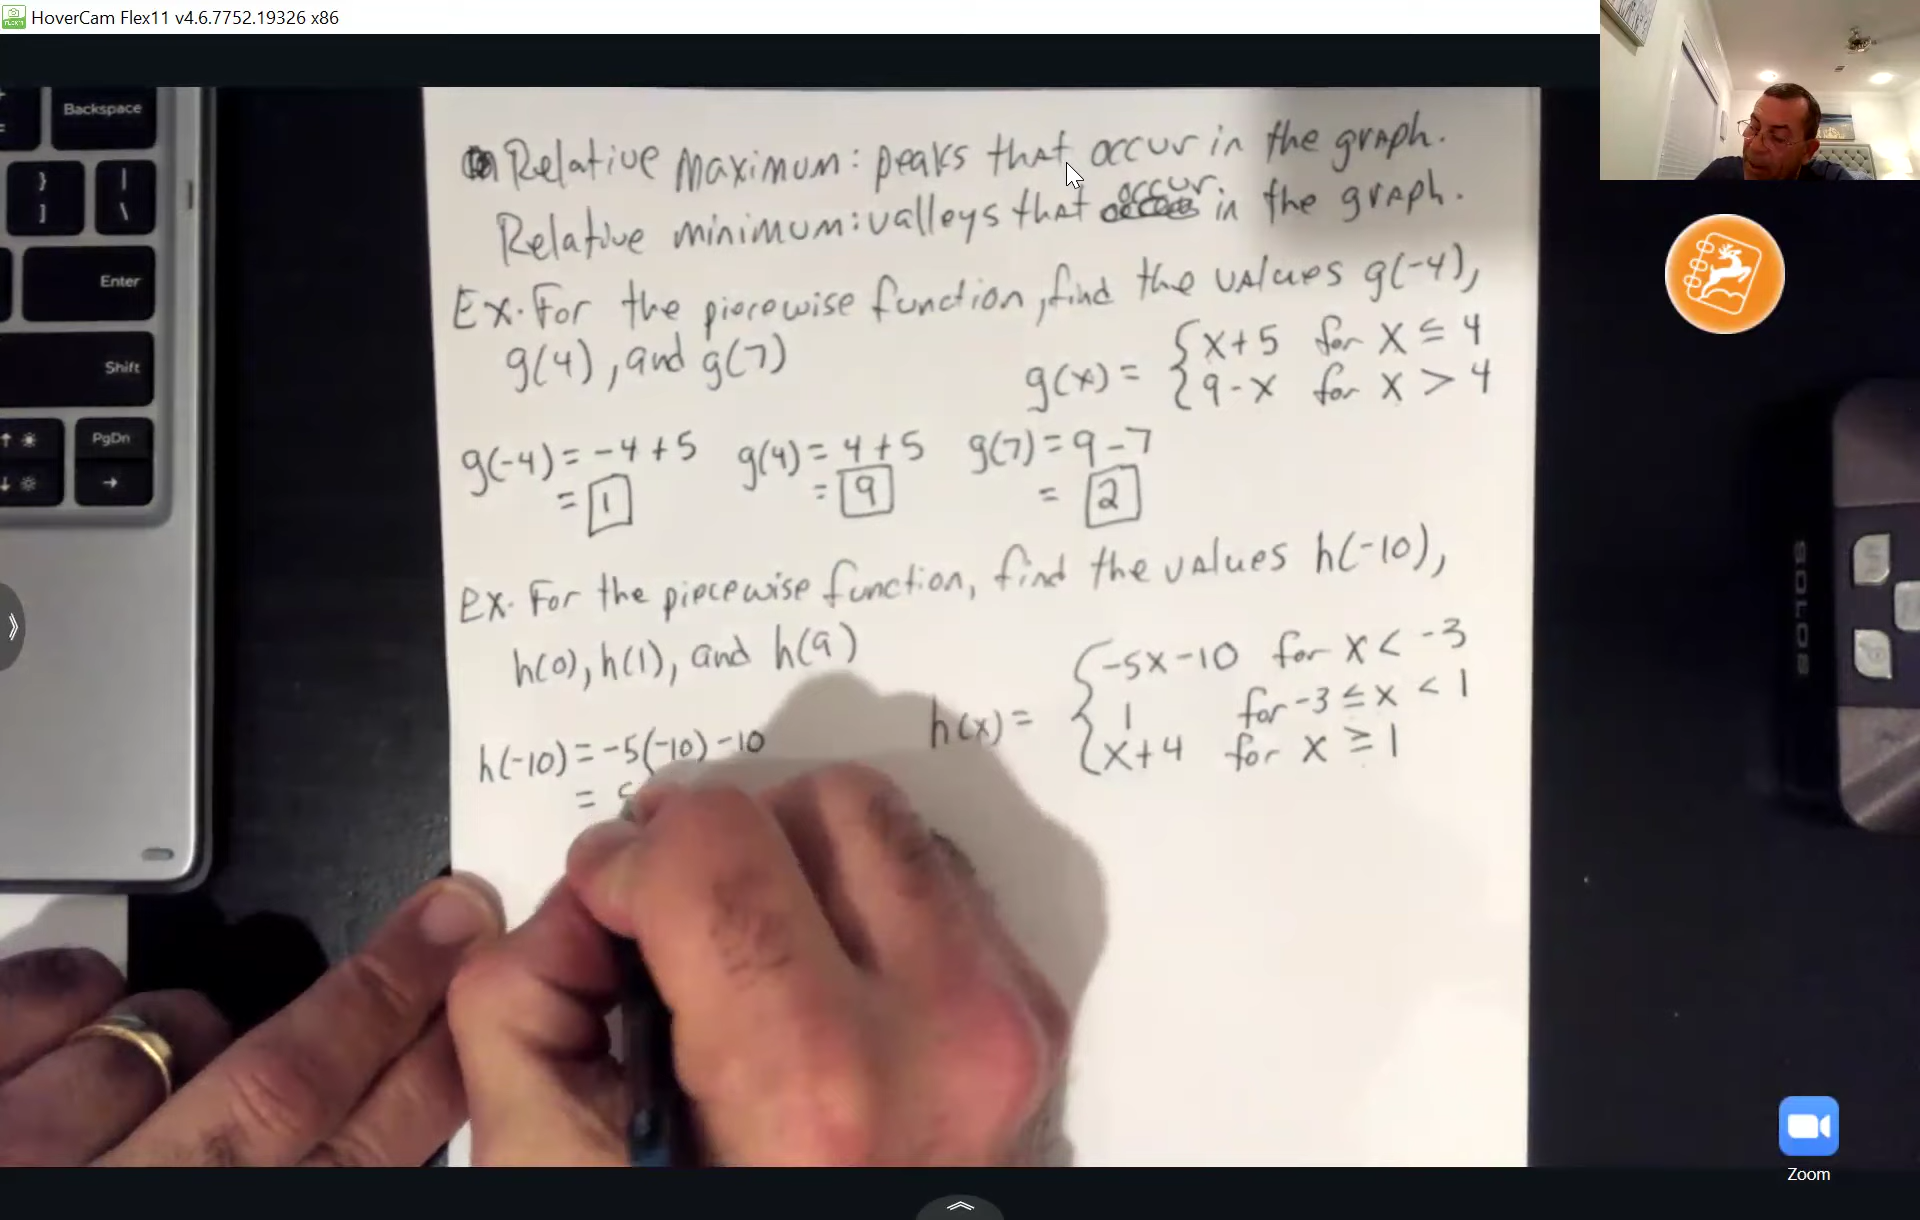 HoverCam Flex11 v4.6.7752.19326 x86
Backspace
}
]
|
\
Enter
Shift
PgDn
Relative Maximum: peaks that occur in the graph.
Relative minimum: valleys that occur in the graph.
Ex. For the piecewise function, find the values g(-4),
g(4), and g(7)
g(x) = { x+5 for x ≤ 4
9-x for x > 4
g(-4) = -4+5 g(4) = 4+5 g(7) = 9-7
= 1 = 9 = 2
Ex. For the piecewise function, find the values h(-10),
h(0), h(1), and h(9)
h(x) = { -5x-10 for x < -3
1 for -3 ≤ x < 1
x+4 for x ≥ 1
h(-10) = -5(-10) -10
=
SOLOS
Zoom